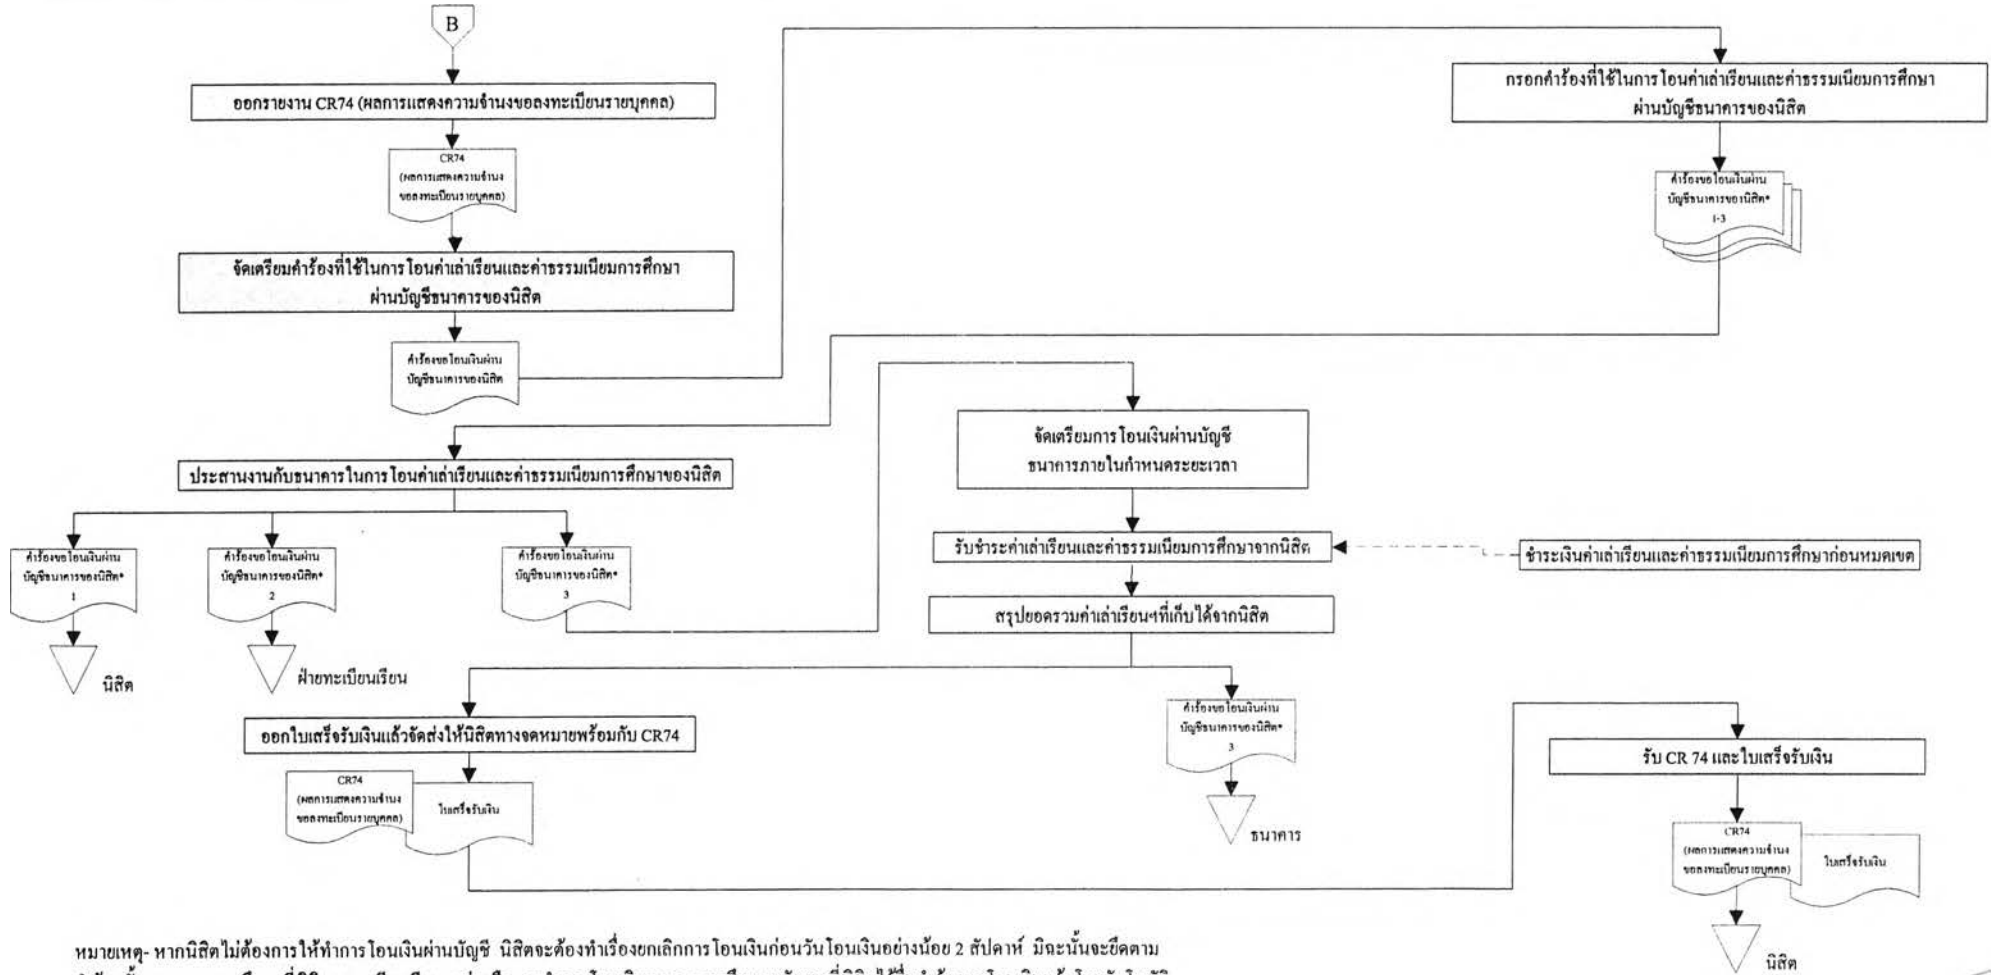 B
ออกรายงาน CR74 (ผลการแสดงความจำนงขอลงทะเบียนรายบุคคล)
CR74
(ผลการแสดงความจำนง
ขอลงทะเบียนรายบุคคล)
จัดเตรียมคำร้องที่ใช้ในการโอนค่าเล่าเรียนและค่าธรรมเนียมการศึกษา
ผ่านบัญชีธนาคารของนิสิต
คำร้องขอโอนเงินผ่าน
บัญชีธนาคารของนิสิต
กรอกคำร้องที่ใช้ในการโอนค่าเล่าเรียนและค่าธรรมเนียมการศึกษา
ผ่านบัญชีธนาคารของนิสิต
คำร้องขอโอนเงินผ่าน
บัญชีธนาคารของนิสิต*
1-3
ประสานงานกับธนาคารในการโอนค่าเล่าเรียนและค่าธรรมเนียมการศึกษาของนิสิต
คำร้องขอโอนเงินผ่าน
บัญชีธนาคารของนิสิต*
1
นิสิต
คำร้องขอโอนเงินผ่าน
บัญชีธนาคารของนิสิต*
2
ฝ่ายทะเบียนเรียน
คำร้องขอโอนเงินผ่าน
บัญชีธนาคารของนิสิต*
3
จัดเตรียมการโอนเงินผ่านบัญชี
ธนาคารภายในกำหนดระยะเวลา
รับชำระค่าเล่าเรียนและค่าธรรมเนียมการศึกษาจากนิสิต
ชำระเงินค่าเล่าเรียนและค่าธรรมเนียมการศึกษาก่อนหมดเขต
สรุปยอดรวมค่าเล่าเรียนฯที่เก็บได้จากนิสิต
ออกใบเสร็จรับเงินแล้วจัดส่งให้นิสิตทางจดหมายพร้อมกับ CR74
CR74
(ผลการแสดงความจำนง
ขอลงทะเบียนรายบุคคล)
ใบเสร็จรับเงิน
คำร้องขอโอนเงินผ่าน
บัญชีธนาคารของนิสิต*
3
ธนาคาร
รับ CR 74 และใบเสร็จรับเงิน
CR74
(ผลการแสดงความจำนง
ขอลงทะเบียนรายบุคคล)
ใบเสร็จรับเงิน
นิสิต
หมายเหตุ- หากนิสิตไม่ต้องการให้ทำการโอนเงินผ่านบัญชี นิสิตจะต้องทำเรื่องยกเลิกการโอนเงินก่อนวันโอนเงินอย่างน้อย 2 สัปดาห์ มิฉะนั้นจะยึดตาม